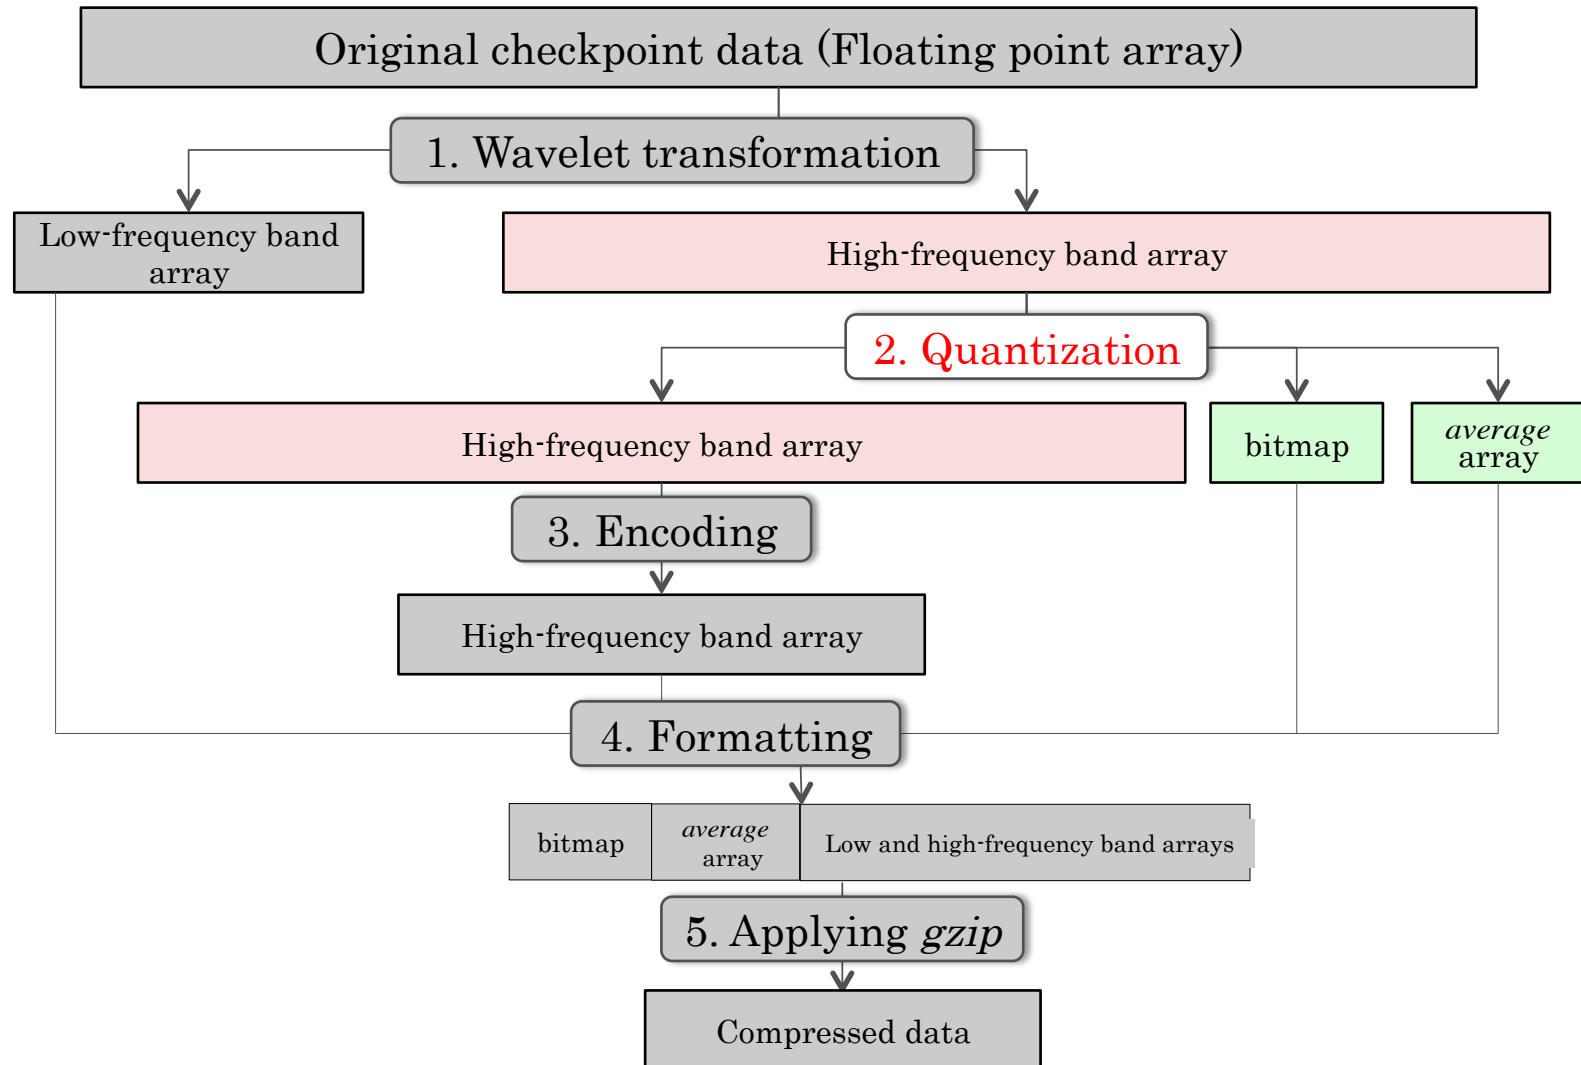 Original checkpoint data (Floating point array)
1. Wavelet transformation
Low-frequency band
array
High-frequency band array
2. Quantization
High-frequency band array
bitmap
average
array
3. Encoding
High-frequency band array
4. Formatting
bitmap
average
array
Low and high-frequency band arrays
5. Applying gzip
Compressed data